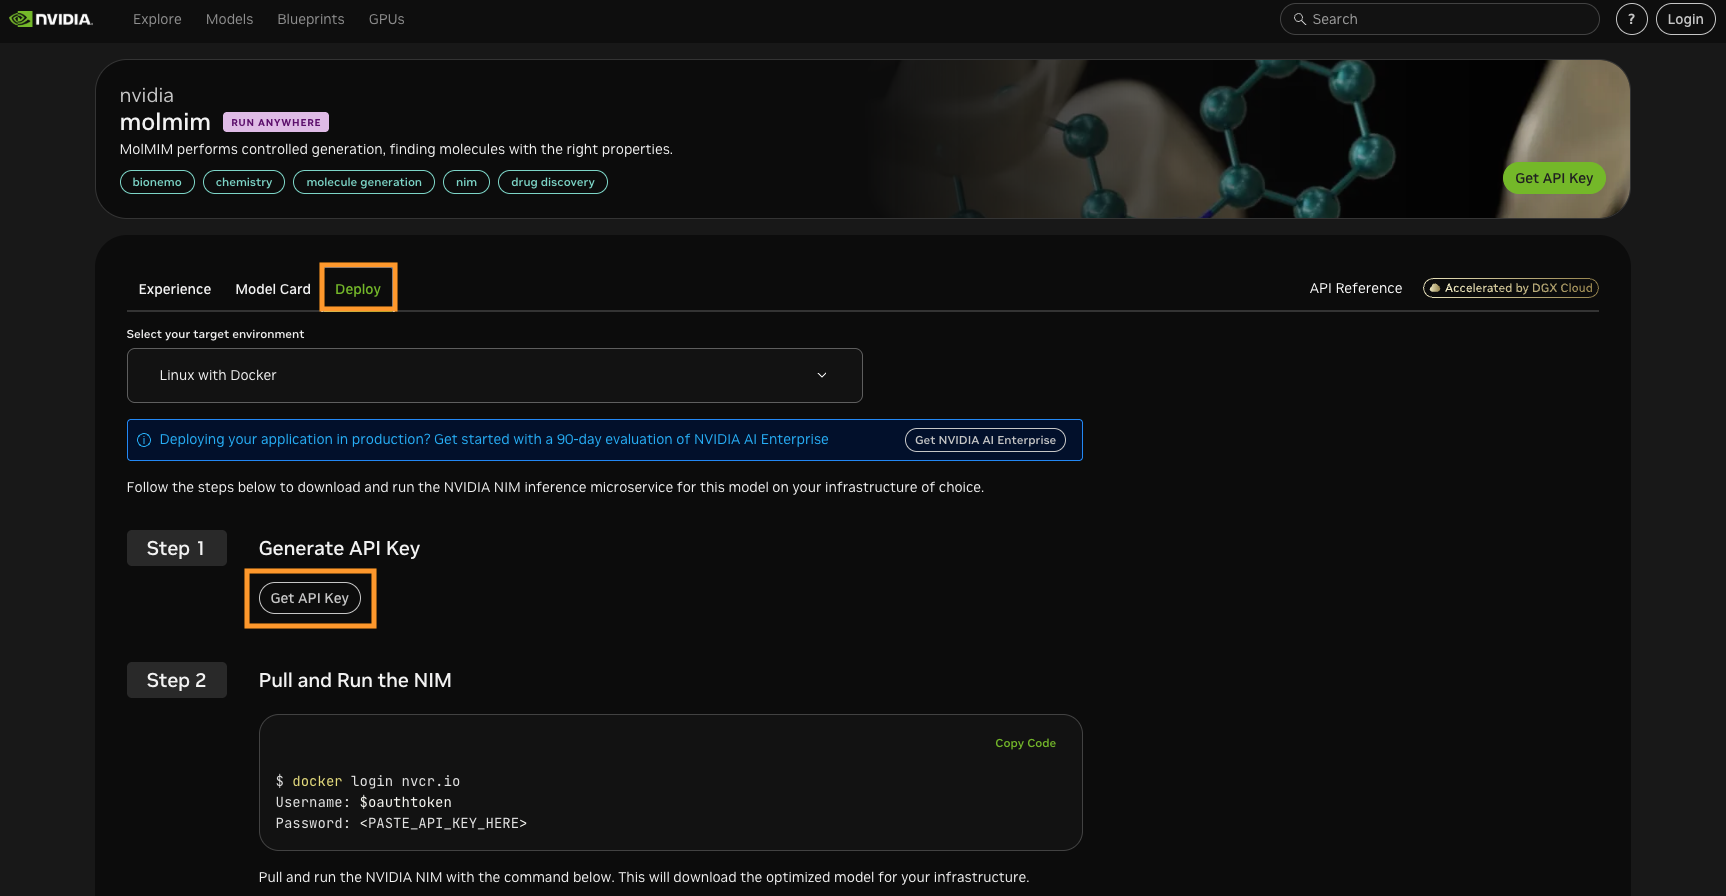 NVIDIA.
Explore Models Blueprints GPUs
Search
?
Login
nvidia
molmim RUN ANYWHERE
MolMIM performs controlled generation, finding molecules with the right properties.
bionemo chemistry molecule generation nim drug discovery
Get API Key
Experience Model Card Deploy
API Reference Accelerated by DGX Cloud
Select your target environment
Linux with Docker
Deploying your application in production? Get started with a 90-day evaluation of NVIDIA AI Enterprise
Get NVIDIA AI Enterprise
Follow the steps below to download and run the NVIDIA NIM inference microservice for this model on your infrastructure of choice.
Step 1 Generate API Key
Get API Key
Step 2 Pull and Run the NIM
Copy Code
$ docker login nvcr.io
Username: $oauthtoken
Password: <PASTE_API_KEY_HERE>
Pull and run the NVIDIA NIM with the command below. This will download the optimized model for your infrastructure.